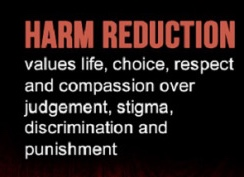 HARM REDUCTION
values life, choice, respect
and compassion over
judgement, stigma,
discrimination and
punishment